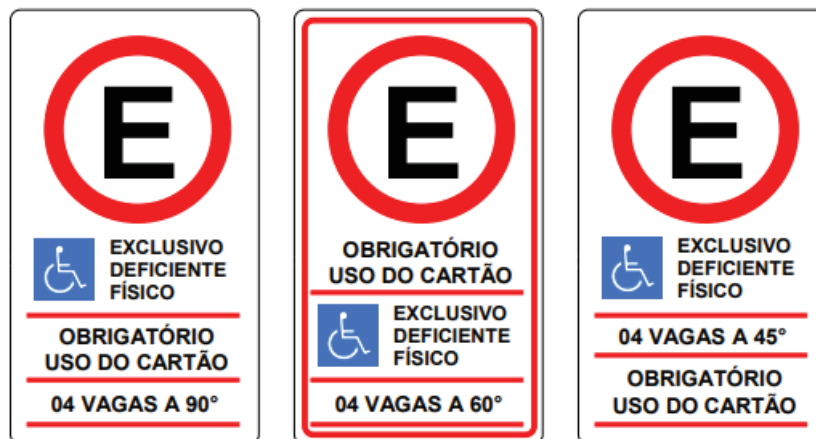 E
EXCLUSIVO
DEFICIENTE
FÍSICO
OBRIGATÓRIO
USO DO CARTÃO
04 VAGAS A 90°
E
OBRIGATÓRIO
USO DO CARTÃO
EXCLUSIVO
DEFICIENTE
FÍSICO
04 VAGAS A 60°
E
EXCLUSIVO
DEFICIENTE
FÍSICO
04 VAGAS A 45°
OBRIGATÓRIO
USO DO CARTÃO